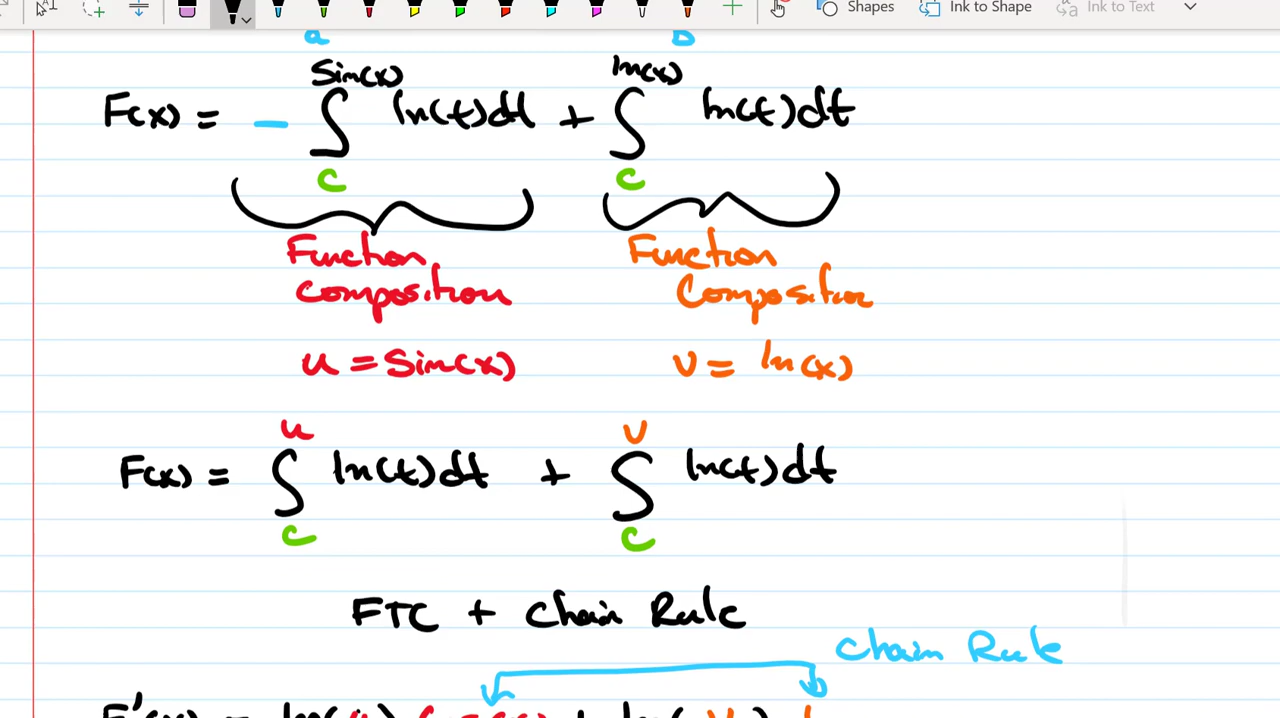 Shapes Ink to Shape Ink to Text
a b
F(x) = - ∫ sin(x) c ln(t)dt + ∫ ln(x) c ln(t)dt
Function Function
composition Composition
u = sin(x) v = ln(x)
F(x) = ∫ u c ln(t)dt + ∫ v c ln(t)dt
FTC + Chain Rule
Chain Rule
F'(x) =